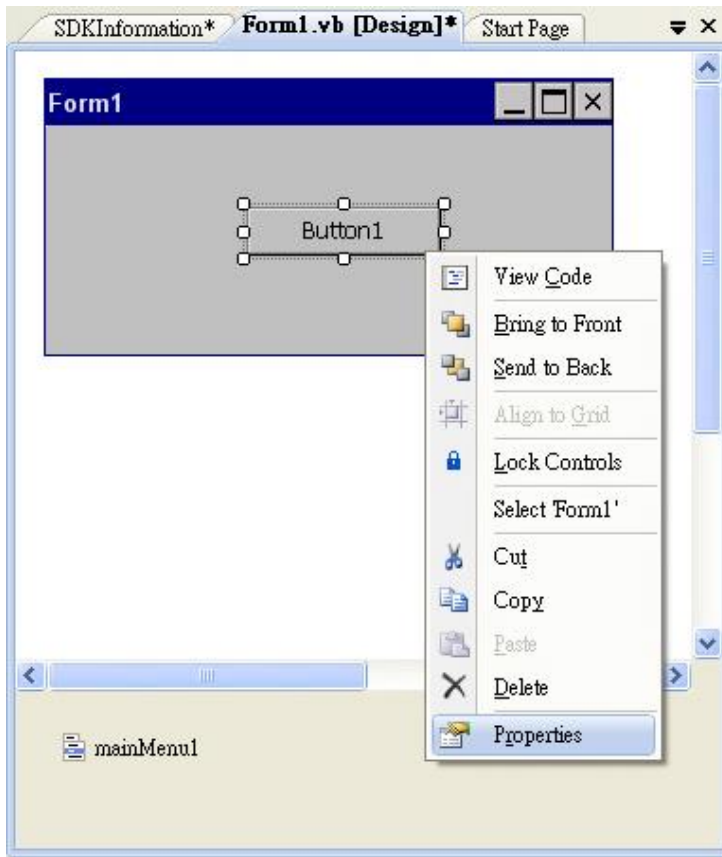 SDKInformation* Form1.vb [Design]* Start Page
Form1
Button1
View Code
Bring to Front
Send to Back
Align to Grid
Lock Controls
Select 'Form1'
Cut
Copy
Paste
Delete
Properties
mainMenu1